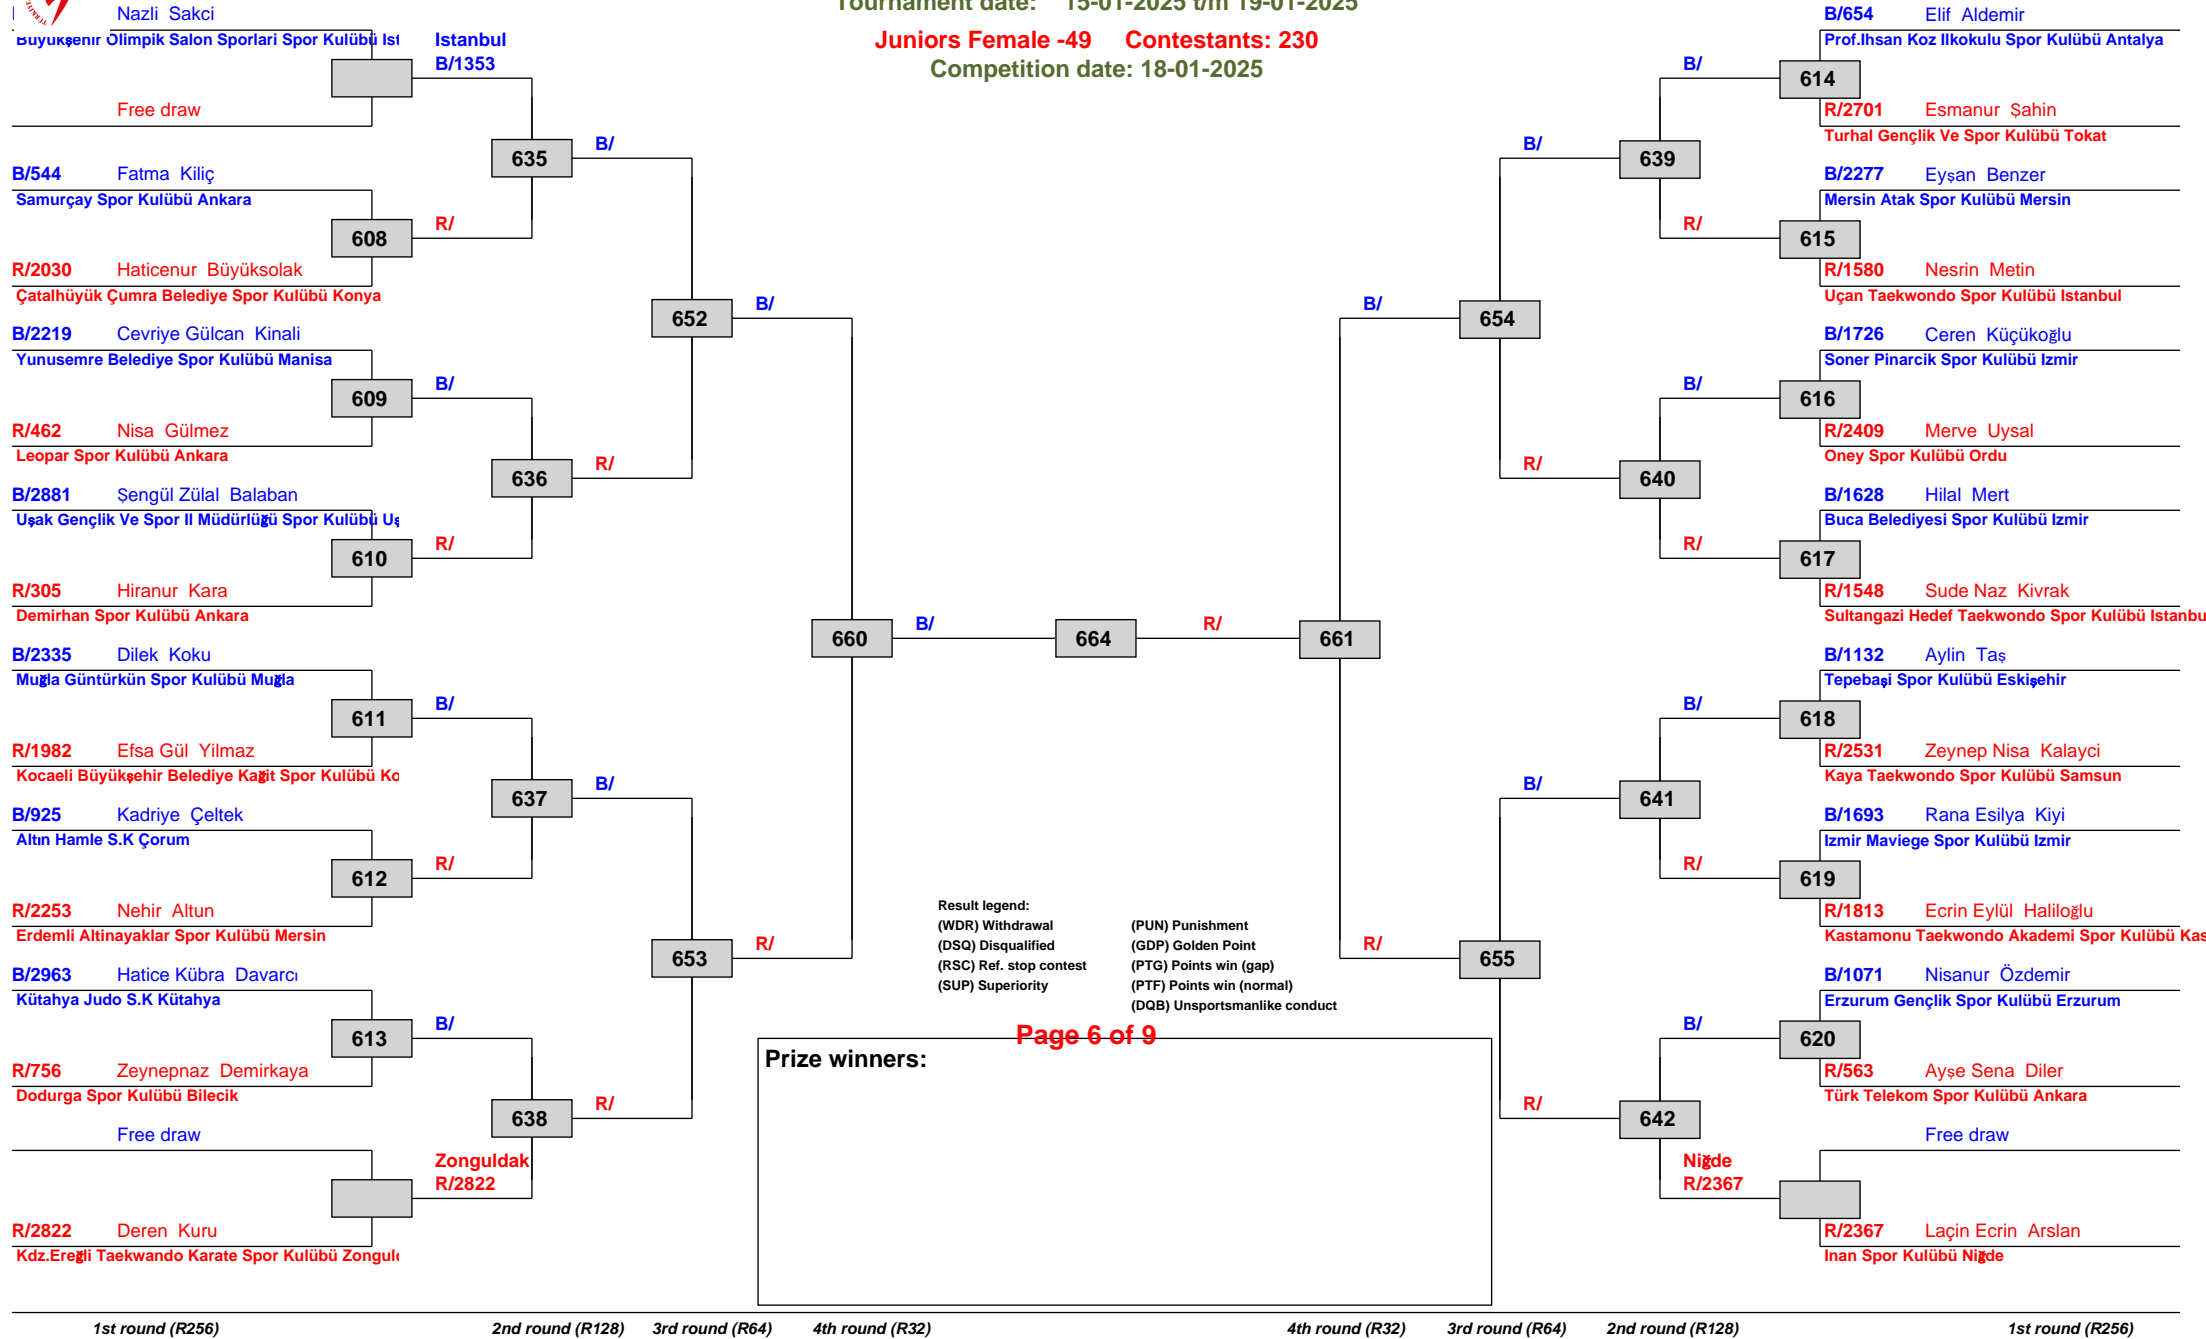 Tournament date: 15-01-2025 t/m 19-01-2025
Juniors Female -49 Contestants: 230
Competition date: 18-01-2025
Nazli Sakci
Büyükşehir Olimpik Salon Sporlari Spor Kulübü Ist
Istanbul
B/1353
Free draw
635
B/
B/544 Fatma Kiliç
Samurçay Spor Kulübü Ankara
608
R/
R/2030 Haticenur Büyüksolak
Çatalhüyük Çumra Belediye Spor Kulübü Konya
652
B/
B/2219 Cevriye Gülcan Kinali
Yunusemre Belediye Spor Kulübü Manisa
609
B/
R/462 Nisa Gülmez
Leopar Spor Kulübü Ankara
636
R/
B/2881 Şengül Zülal Balaban
Uşak Gençlik Ve Spor Il Müdürlüğü Spor Kulübü Uş
610
R/
R/305 Hiranur Kara
Demirhan Spor Kulübü Ankara
660
B/
664
R/
661
B/2335 Dilek Koku
Muğla Güntürkün Spor Kulübü Muğla
611
B/
R/1982 Efsa Gül Yilmaz
Kocaeli Büyükşehir Belediye Kağit Spor Kulübü Ko
637
B/
B/925 Kadriye Çeltek
Altın Hamle S.K Çorum
612
R/
R/2253 Nehir Altun
Erdemli Altinayaklar Spor Kulübü Mersin
653
R/
B/2963 Hatice Kübra Davarcı
Kütahya Judo S.K Kütahya
613
B/
R/756 Zeynepnaz Demirkaya
Dodurga Spor Kulübü Bilecik
638
R/
Free draw
Zonguldak
R/2822
R/2822 Deren Kuru
Kdz.Ereğli Taekwando Karate Spor Kulübü Zongul
B/654 Elif Aldemir
Prof.Ihsan Koz Ilkokulu Spor Kulübü Antalya
B/
614
R/2701 Esmanur Şahin
Turhal Gençlik Ve Spor Kulübü Tokat
B/
639
B/2277 Eyşan Benzer
Mersin Atak Spor Kulübü Mersin
R/
615
R/1580 Nesrin Metin
Uçan Taekwondo Spor Kulübü Istanbul
B/
654
B/1726 Ceren Küçükoğlu
Soner Pinarcik Spor Kulübü Izmir
B/
616
R/2409 Merve Uysal
Oney Spor Kulübü Ordu
R/
640
B/1628 Hilal Mert
Buca Belediyesi Spor Kulübü Izmir
R/
617
R/1548 Sude Naz Kivrak
Sultangazi Hedef Taekwondo Spor Kulübü Istanbu
B/1132 Aylin Taş
Tepebaşi Spor Kulübü Eskişehir
B/
618
R/2531 Zeynep Nisa Kalayci
Kaya Taekwondo Spor Kulübü Samsun
B/
641
B/1693 Rana Esilya Kiyi
Izmir Maviege Spor Kulübü Izmir
R/
619
R/1813 Ecrin Eylül Haliloğlu
Kastamonu Taekwondo Akademi Spor Kulübü Kas
R/
655
B/1071 Nisanur Özdemir
Erzurum Gençlik Spor Kulübü Erzurum
B/
620
R/563 Ayşe Sena Diler
Türk Telekom Spor Kulübü Ankara
R/
642
Free draw
Niğde
R/2367
R/2367 Laçin Ecrin Arslan
Inan Spor Kulübü Niğde
Result legend:
(WDR) Withdrawal (PUN) Punishment
(DSQ) Disqualified (GDP) Golden Point
(RSC) Ref. stop contest (PTG) Points win (gap)
(SUP) Superiority (PTF) Points win (normal)
(DQB) Unsportsmanlike conduct
Page 6 of 9
Prize winners:
1st round (R256) 2nd round (R128) 3rd round (R64) 4th round (R32) 4th round (R32) 3rd round (R64) 2nd round (R128) 1st round (R256)